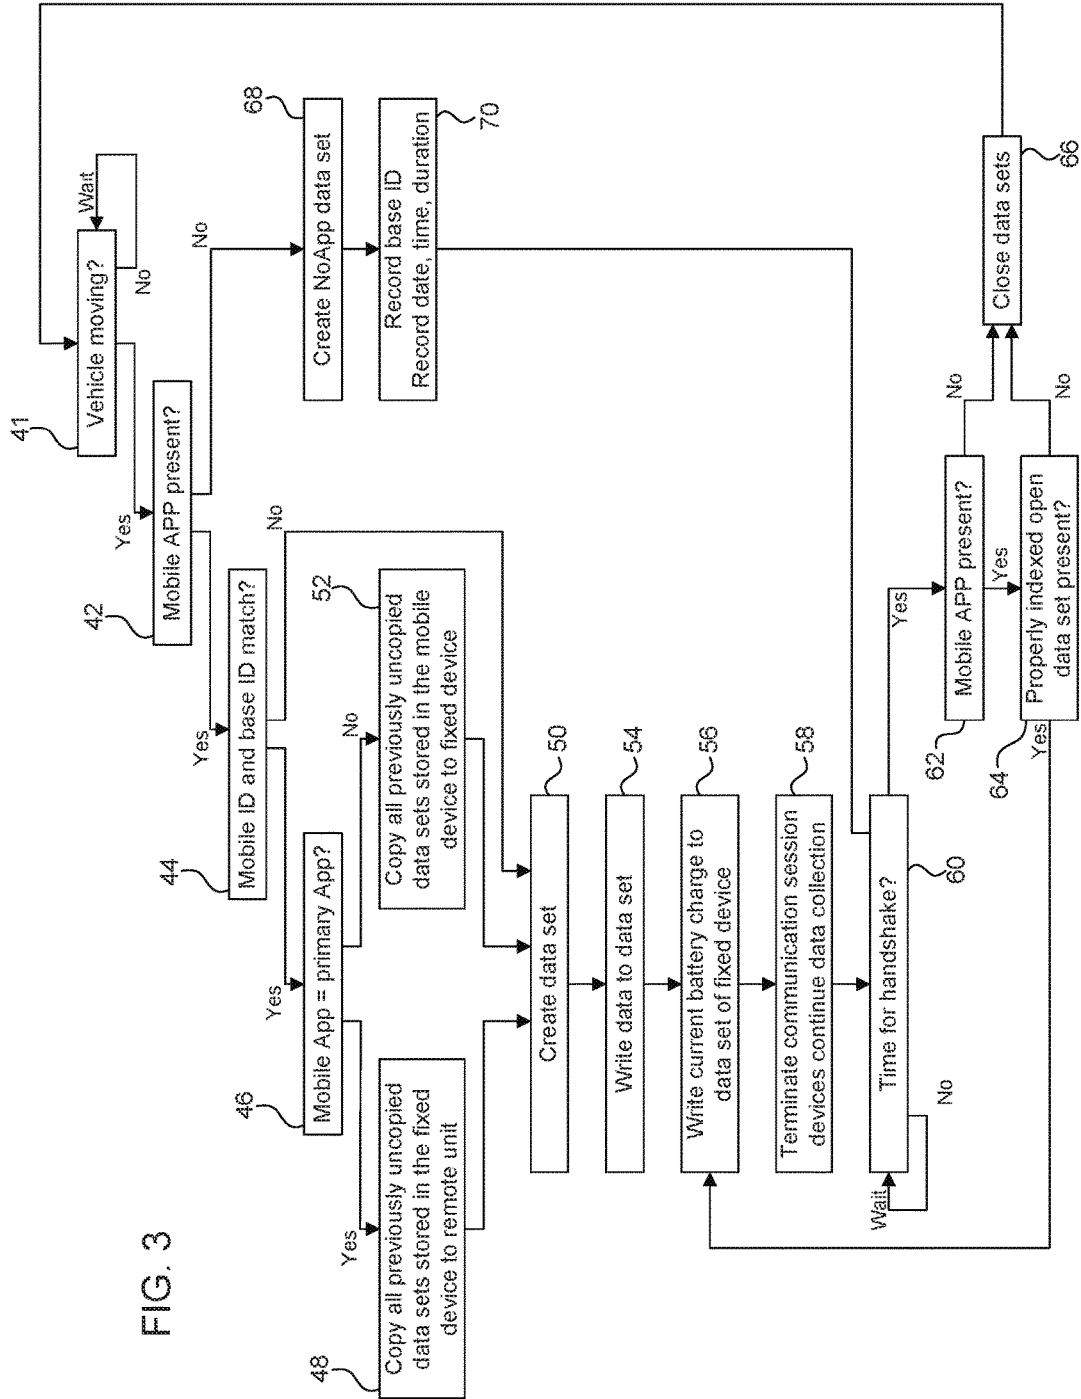 FIG. 3
41
Vehicle moving?
Wait
No
Yes
42
Mobile APP present?
No
Yes
44
Mobile ID and base ID match?
No
Yes
46
Mobile App = primary App?
Yes
No
48
Copy all previously uncopied
data sets stored in the fixed
device to remote unit
52
Copy all previously uncopied
data sets stored in the mobile
device to fixed device
68
Create NoApp data set
70
Record base ID
Record date, time, duration
50
Create data set
54
Write data to data set
56
Write current battery charge to
data set of fixed device
58
Terminate communication session
devices continue data collection
60
Time for handshake?
Wait
No
Yes
62
Mobile APP present?
No
Yes
64
Properly indexed open
data set present?
Yes
No
66
Close data sets